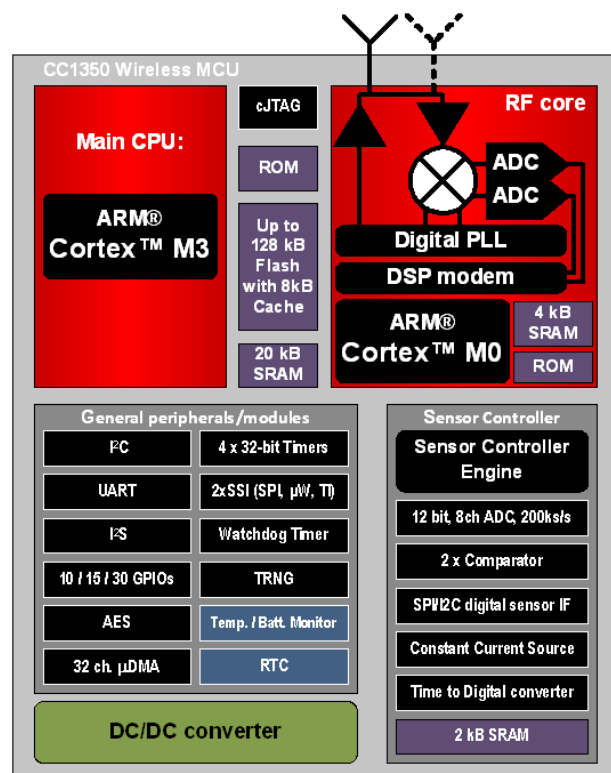 CC1350 Wireless MCU
Main CPU:
ARM®
Cortex™ M3
cJTAG
ROM
Up to
128 kB
Flash
with 8kB
Cache
20 kB
SRAM
RF core
ADC
ADC
Digital PLL
DSP modem
ARM®
Cortex™ M0
4 kB
SRAM
ROM
General peripherals/modules
I²C
4 x 32-bit Timers
UART
2xSSI (SPI, µW, TI)
I²S
Watchdog Timer
10 / 15 / 30 GPIOs
TRNG
AES
Temp. / Batt. Monitor
32 ch. µDMA
RTC
DC/DC converter
Sensor Controller
Sensor Controller
Engine
12 bit, 8ch ADC, 200ks/s
2 x Comparator
SPI/I2C digital sensor IF
Constant Current Source
Time to Digital converter
2 kB SRAM